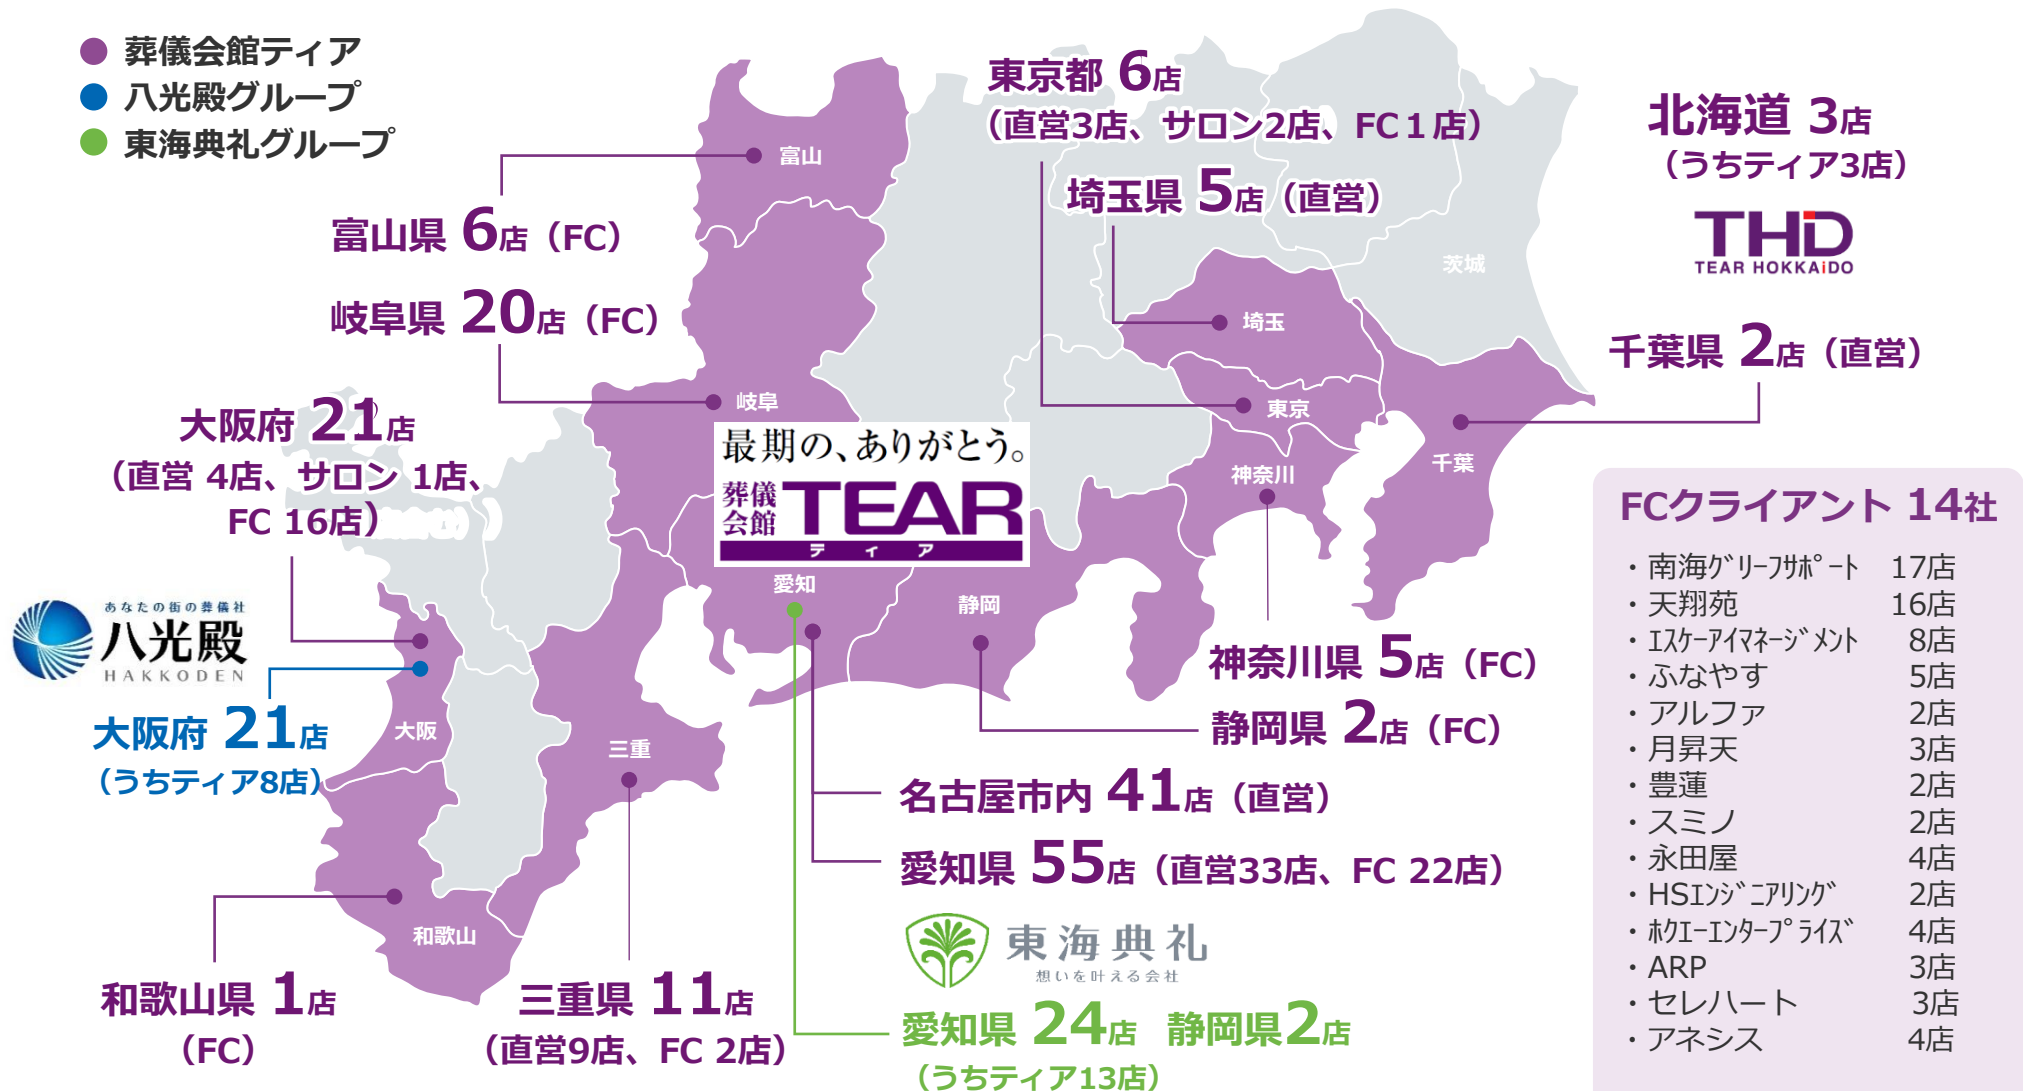 葬儀会館ティア
八光殿グループ
東海典礼グループ
東京都 6店
（直営3店、サロン2店、FC１店）
埼玉県 5店（直営）
北海道 3店
（うちティア3店）
THD
TEAR HOKKAiDO
富山
富山県 6店（FC）
岐阜県 20店（FC）
茨城
埼玉
千葉県 2店（直営）
岐阜
東京
千葉
神奈川
大阪府 21店
（直営 4店、サロン 1店、
FC 16店）
最期の、ありがとう。
葬儀会館 TEAR
ティア
愛知
静岡
あなたの街の葬儀社
八光殿
HAKKODEN
大阪府 21店
（うちティア8店）
大阪
三重
神奈川県 5店（FC）
静岡県 2店（FC）
名古屋市内 41店（直営）
愛知県 55店（直営33店、FC 22店）
和歌山
和歌山県 1店
（FC）
三重県 11店
（直営9店、FC 2店）
東海典礼
想いを叶える会社
愛知県 24店 静岡県2店
（うちティア13店）
FCクライアント 14社
・南海ｸﾞﾘｰﾌｻﾎﾟｰﾄ 17店
・天翔苑 16店
・ｴｽｹｰｱｲﾏﾈｰｼﾞﾒﾝﾄ 8店
・ふなやす 5店
・アルファ 2店
・月昇天 3店
・豊蓮 2店
・スミノ 2店
・永田屋 4店
・HSｴﾝｼﾞﾆｱﾘﾝｸﾞ 2店
・ﾎｸｴｰｴﾝﾀｰﾌﾟﾗｲｽﾞ 4店
・ARP 3店
・セレハート 3店
・アネシス 4店